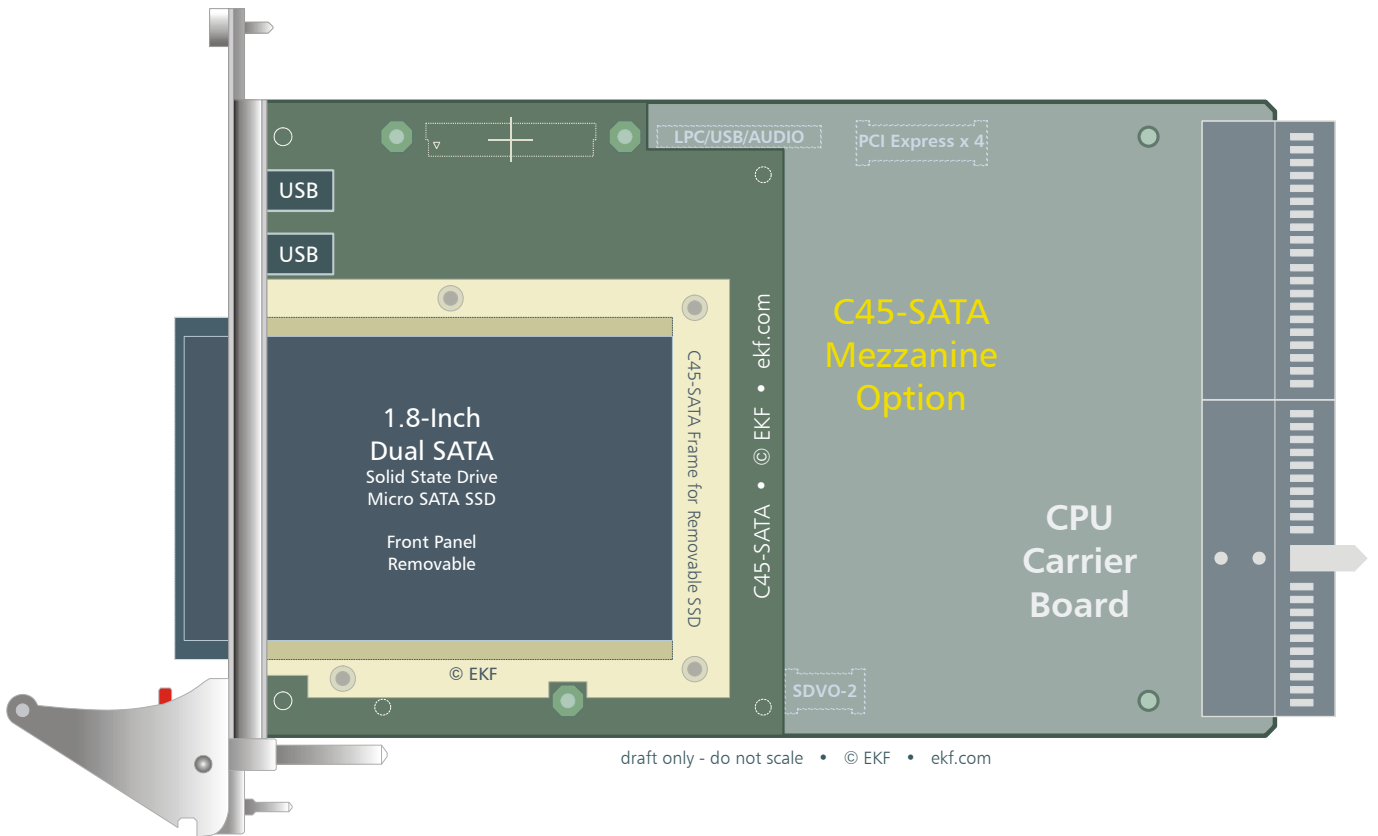 LPC/USB/AUDIO
PCI Express x 4
USB
USB
C45-SATA
Mezzanine
Option
1.8-Inch
Dual SATA
Solid State Drive
Micro SATA SSD
Front Panel
Removable
C45-SATA Frame for Removable SSD
C45-SATA • © EKF • ekf.com
CPU
Carrier
Board
© EKF
SDVO-2
draft only - do not scale • © EKF • ekf.com